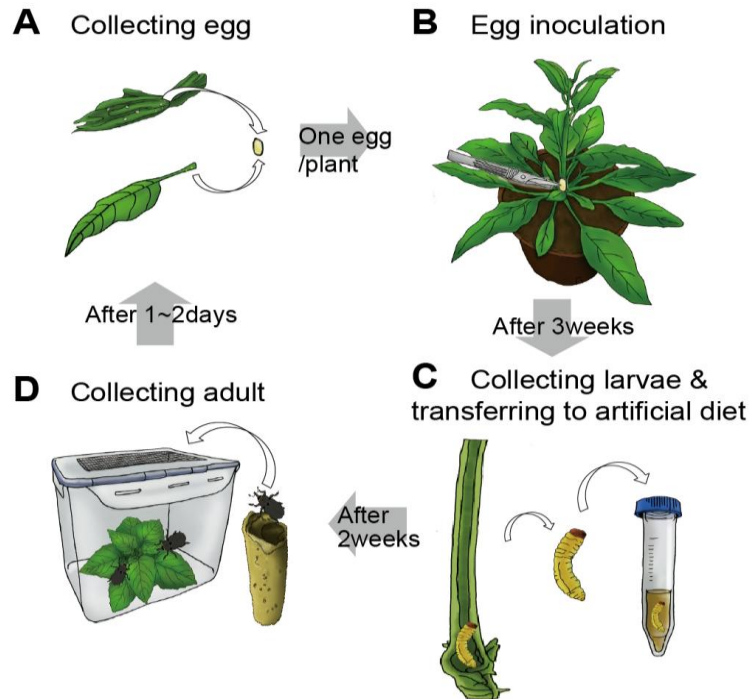 A Collecting egg
One egg
/plant
B Egg inoculation
After 3weeks
C Collecting larvae &
transferring to artificial diet
After
2weeks
D Collecting adult
After 1~2days